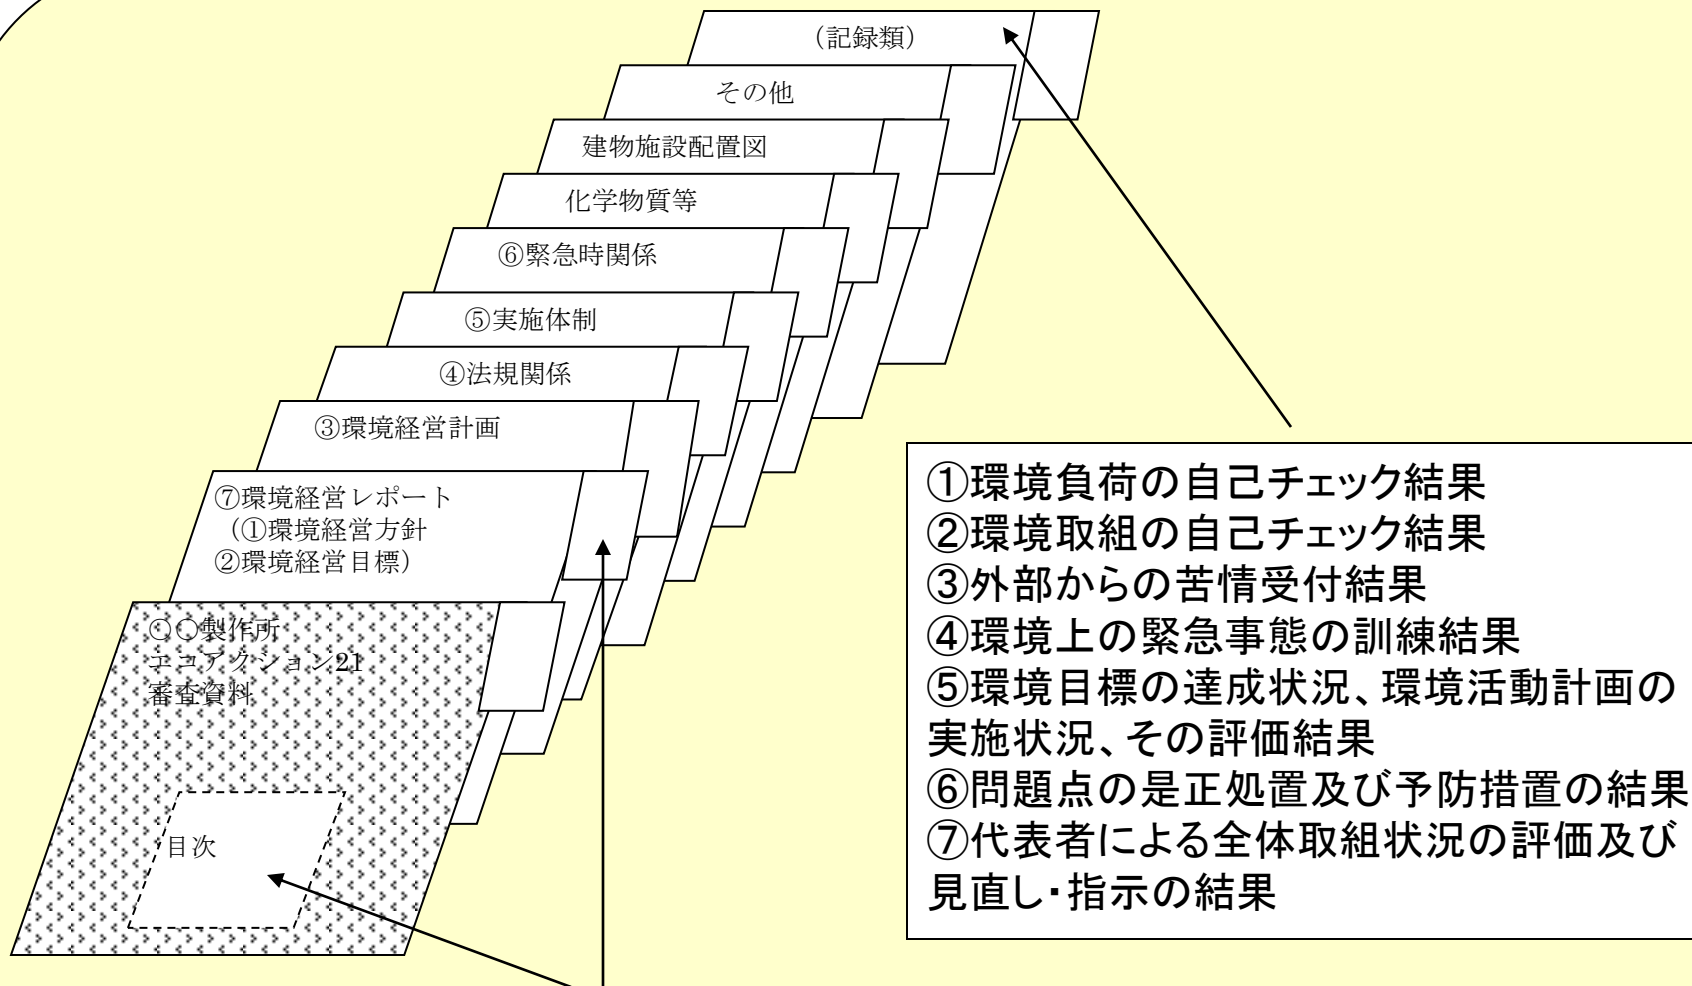 (記録類)
その他
建物施設配置図
化学物質等
⑥緊急時関係
⑤実施体制
④法規関係
③環境経営計画
⑦環境経営レポート
(①環境経営方針
②環境経営目標)
○○製作所
エコアクション21
審査資料
目次
①環境負荷の自己チェック結果
②環境取組の自己チェック結果
③外部からの苦情受付結果
④環境上の緊急事態の訓練結果
⑤環境目標の達成状況、環境活動計画の
実施状況、その評価結果
⑥問題点の是正処置及び予防措置の結果
⑦代表者による全体取組状況の評価及び
見直し・指示の結果